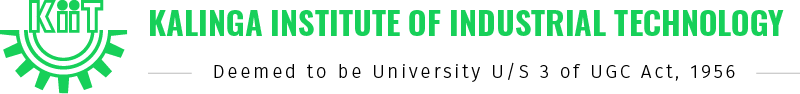 KiiT
KALINGA INSTITUTE OF INDUSTRIAL TECHNOLOGY
Deemed to be University U/S 3 of UGC Act, 1956